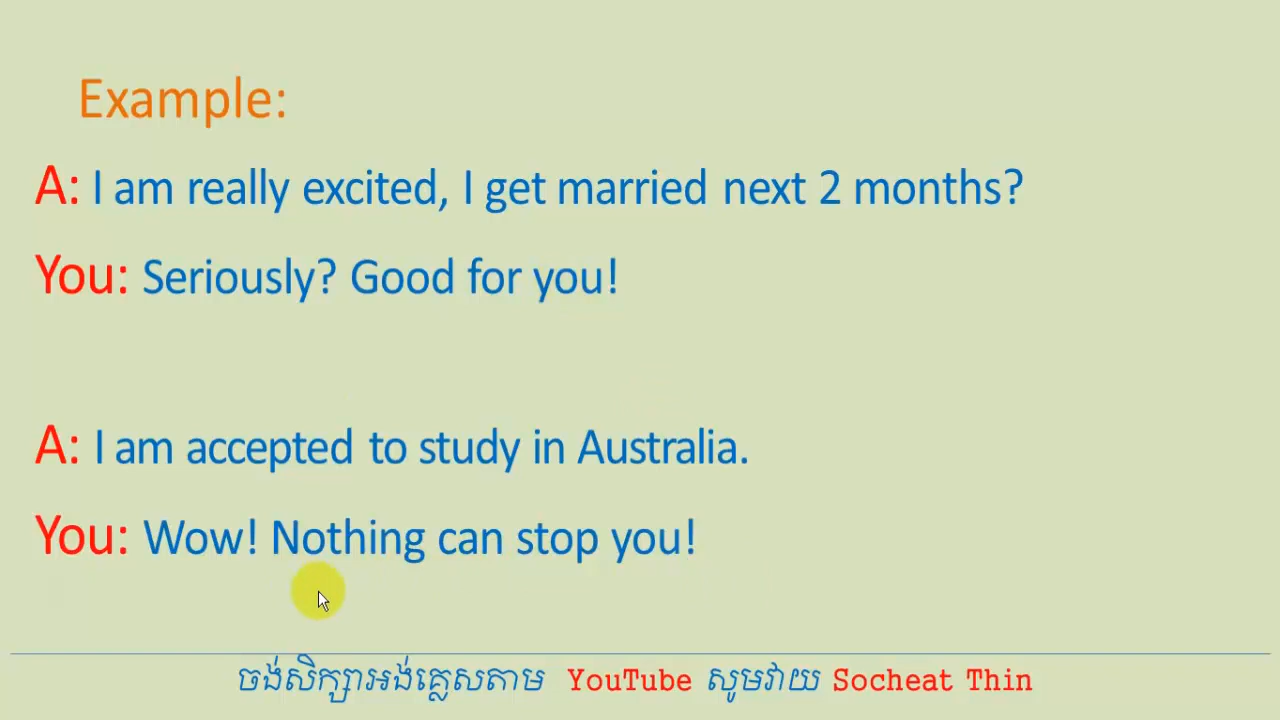 Example:
A: I am really excited, I get married next 2 months?
You: Seriously? Good for you!
A: I am accepted to study in Australia.
You: Wow! Nothing can stop you!
ចង់សិក្សាអង់គ្លេសតាម YouTube សូមវាយ Socheat Thin